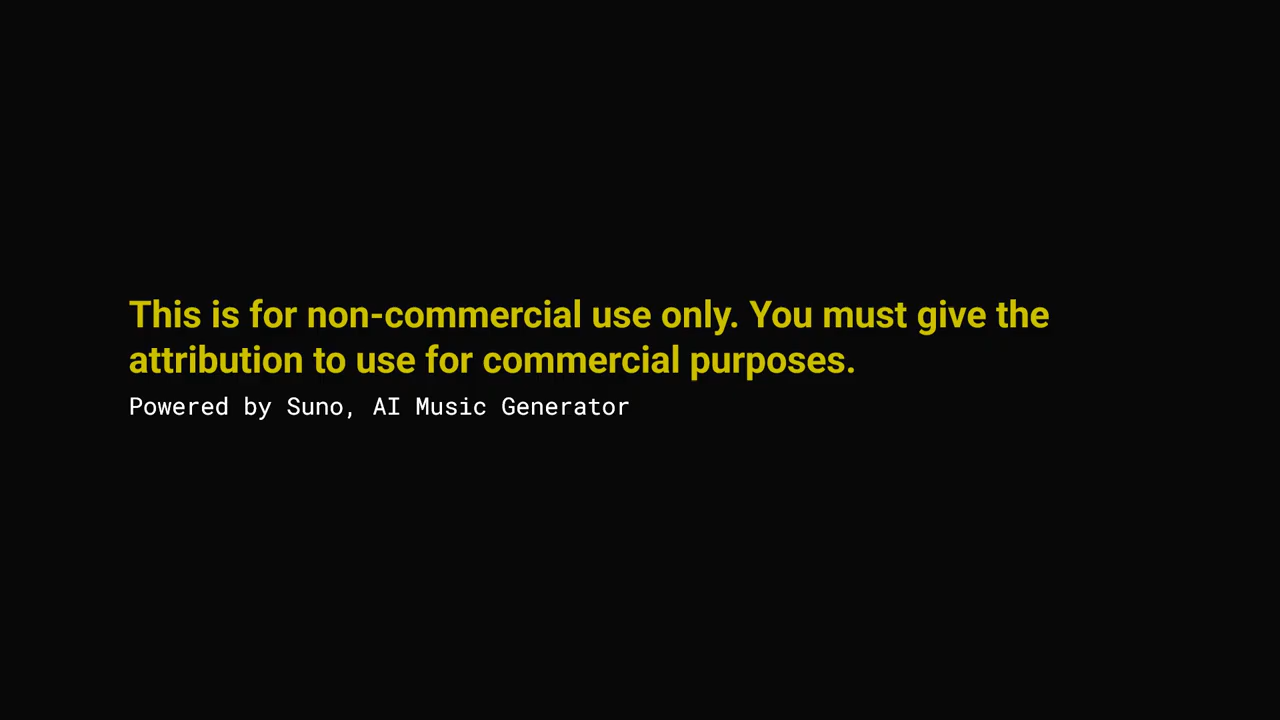 This is for non-commercial use only. You must give the
attribution to use for commercial purposes.
Powered by Suno, AI Music Generator